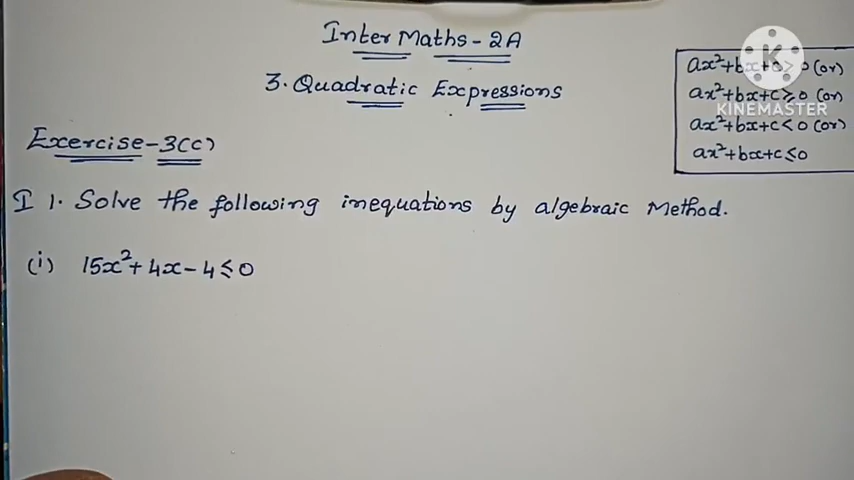 Inter Maths - 2A
3. Quadratic Expressions
ax²+bx+c > 0 (or)
ax²+bx+c ≥ 0 (or)
KINEMASTER
ax²+bx+c < 0 (or)
ax²+bx+c ≤ 0
Exercise - 3(c)
I 1. Solve the following inequations by algebraic Method.
(i) 15x²+4x-4 ≤ 0